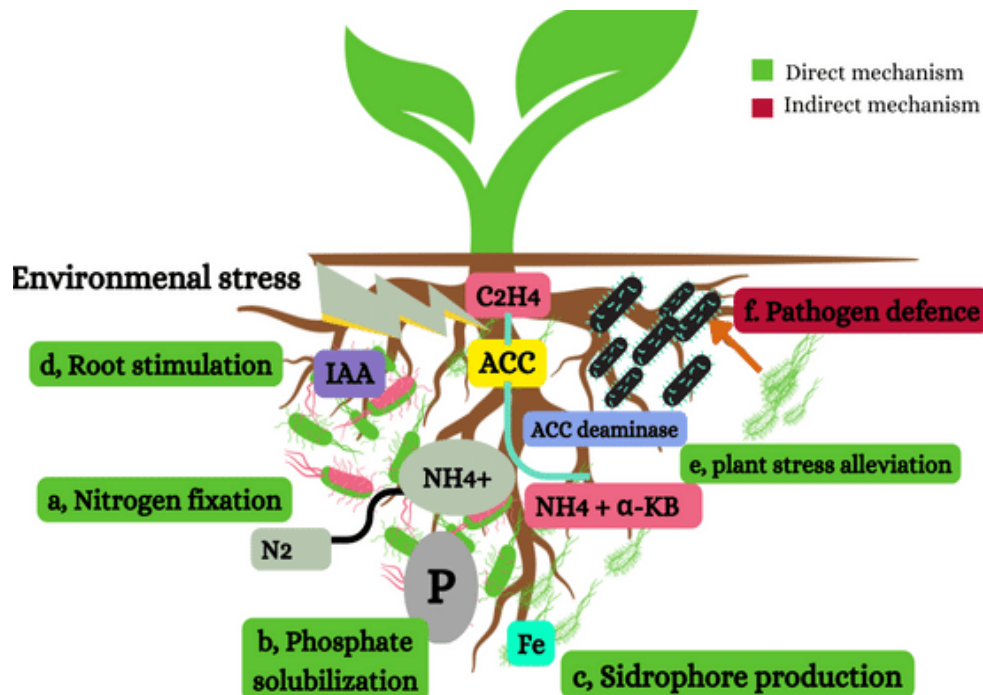 Direct mechanism
Indirect mechanism
Environmenal stress
C2H4
f. Pathogen defence
d, Root stimulation
IAA
ACC
ACC deaminase
e, plant stress alleviation
a, Nitrogen fixation
NH4+
NH4 + α-KB
N2
P
b, Phosphate
solubilization
Fe
c, Sidrophore production